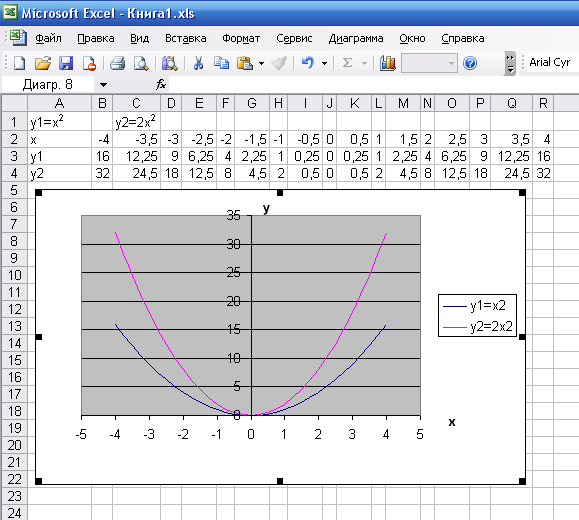 Microsoft Excel - Книга1.xls
Файл Правка Вид Вставка Формат Сервис Диаграмма Окно Справка
Σ Arial Cyr
Диагр. 8 fx
A B C D E F G H I J K L M N O P Q R
1 y1=x² y2=2x²
2 x -4 -3,5 -3 -2,5 -2 -1,5 -1 -0,5 0 0,5 1 1,5 2 2,5 3 3,5 4
3 y1 16 12,25 9 6,25 4 2,25 1 0,25 0 0,25 1 2,25 4 6,25 9 12,25 16
4 y2 32 24,5 18 12,5 8 4,5 2 0,5 0 0,5 2 4,5 8 12,5 18 24,5 32
5
6 y
7 35
8 30
9
10 25
11
12 20
13 y1=x2
14 15 y2=2x2
15
16 10
17 5
18 0
19 x
-5 -4 -3 -2 -1 0 1 2 3 4 5
20
21
22
23
24